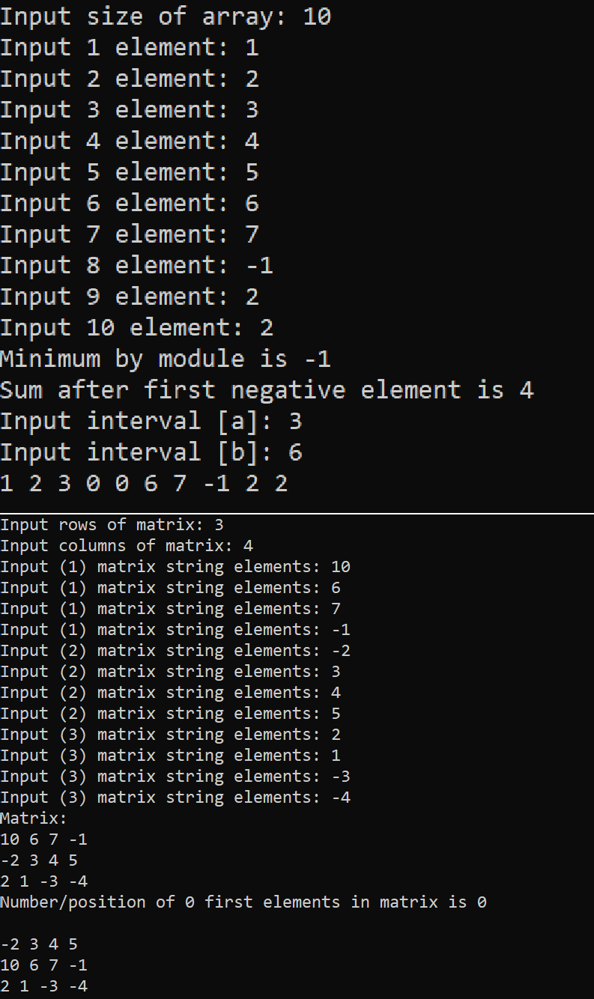 Input size of array: 10
Input 1 element: 1
Input 2 element: 2
Input 3 element: 3
Input 4 element: 4
Input 5 element: 5
Input 6 element: 6
Input 7 element: 7
Input 8 element: -1
Input 9 element: 2
Input 10 element: 2
Minimum by module is -1
Sum after first negative element is 4
Input interval [a]: 3
Input interval [b]: 6
1 2 3 0 0 6 7 -1 2 2
Input rows of matrix: 3
Input columns of matrix: 4
Input (1) matrix string elements: 10
Input (1) matrix string elements: 6
Input (1) matrix string elements: 7
Input (1) matrix string elements: -1
Input (2) matrix string elements: -2
Input (2) matrix string elements: 3
Input (2) matrix string elements: 4
Input (2) matrix string elements: 5
Input (3) matrix string elements: 2
Input (3) matrix string elements: 1
Input (3) matrix string elements: -3
Input (3) matrix string elements: -4
Matrix:
10 6 7 -1
-2 3 4 5
2 1 -3 -4
Number/position of 0 first elements in matrix is 0
-2 3 4 5
10 6 7 -1
2 1 -3 -4